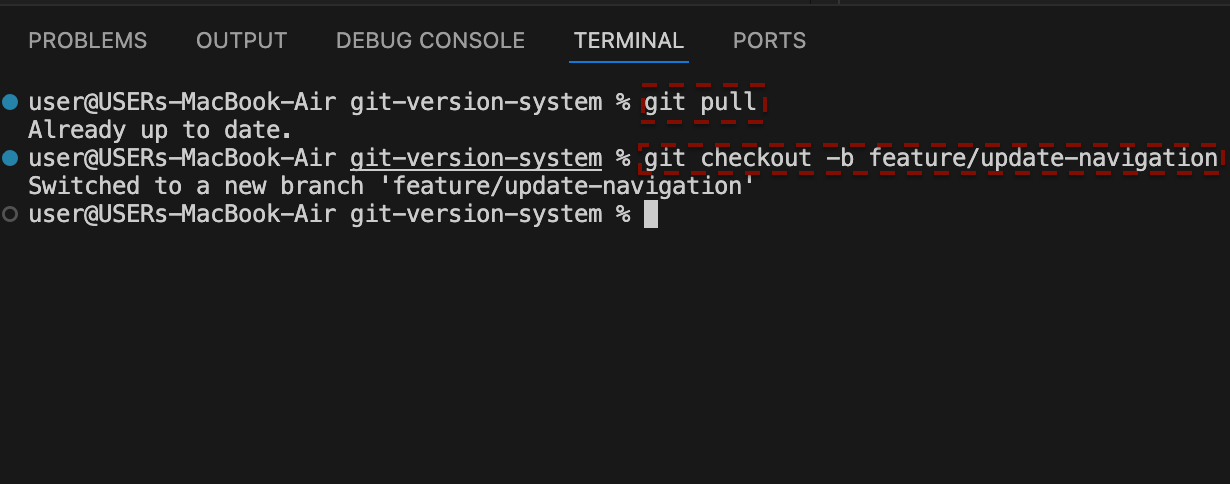 PROBLEMS OUTPUT DEBUG CONSOLE TERMINAL PORTS
user@USERs-MacBook-Air git-version-system % git pull
Already up to date.
user@USERs-MacBook-Air git-version-system % git checkout -b feature/update-navigation
Switched to a new branch 'feature/update-navigation'
user@USERs-MacBook-Air git-version-system %